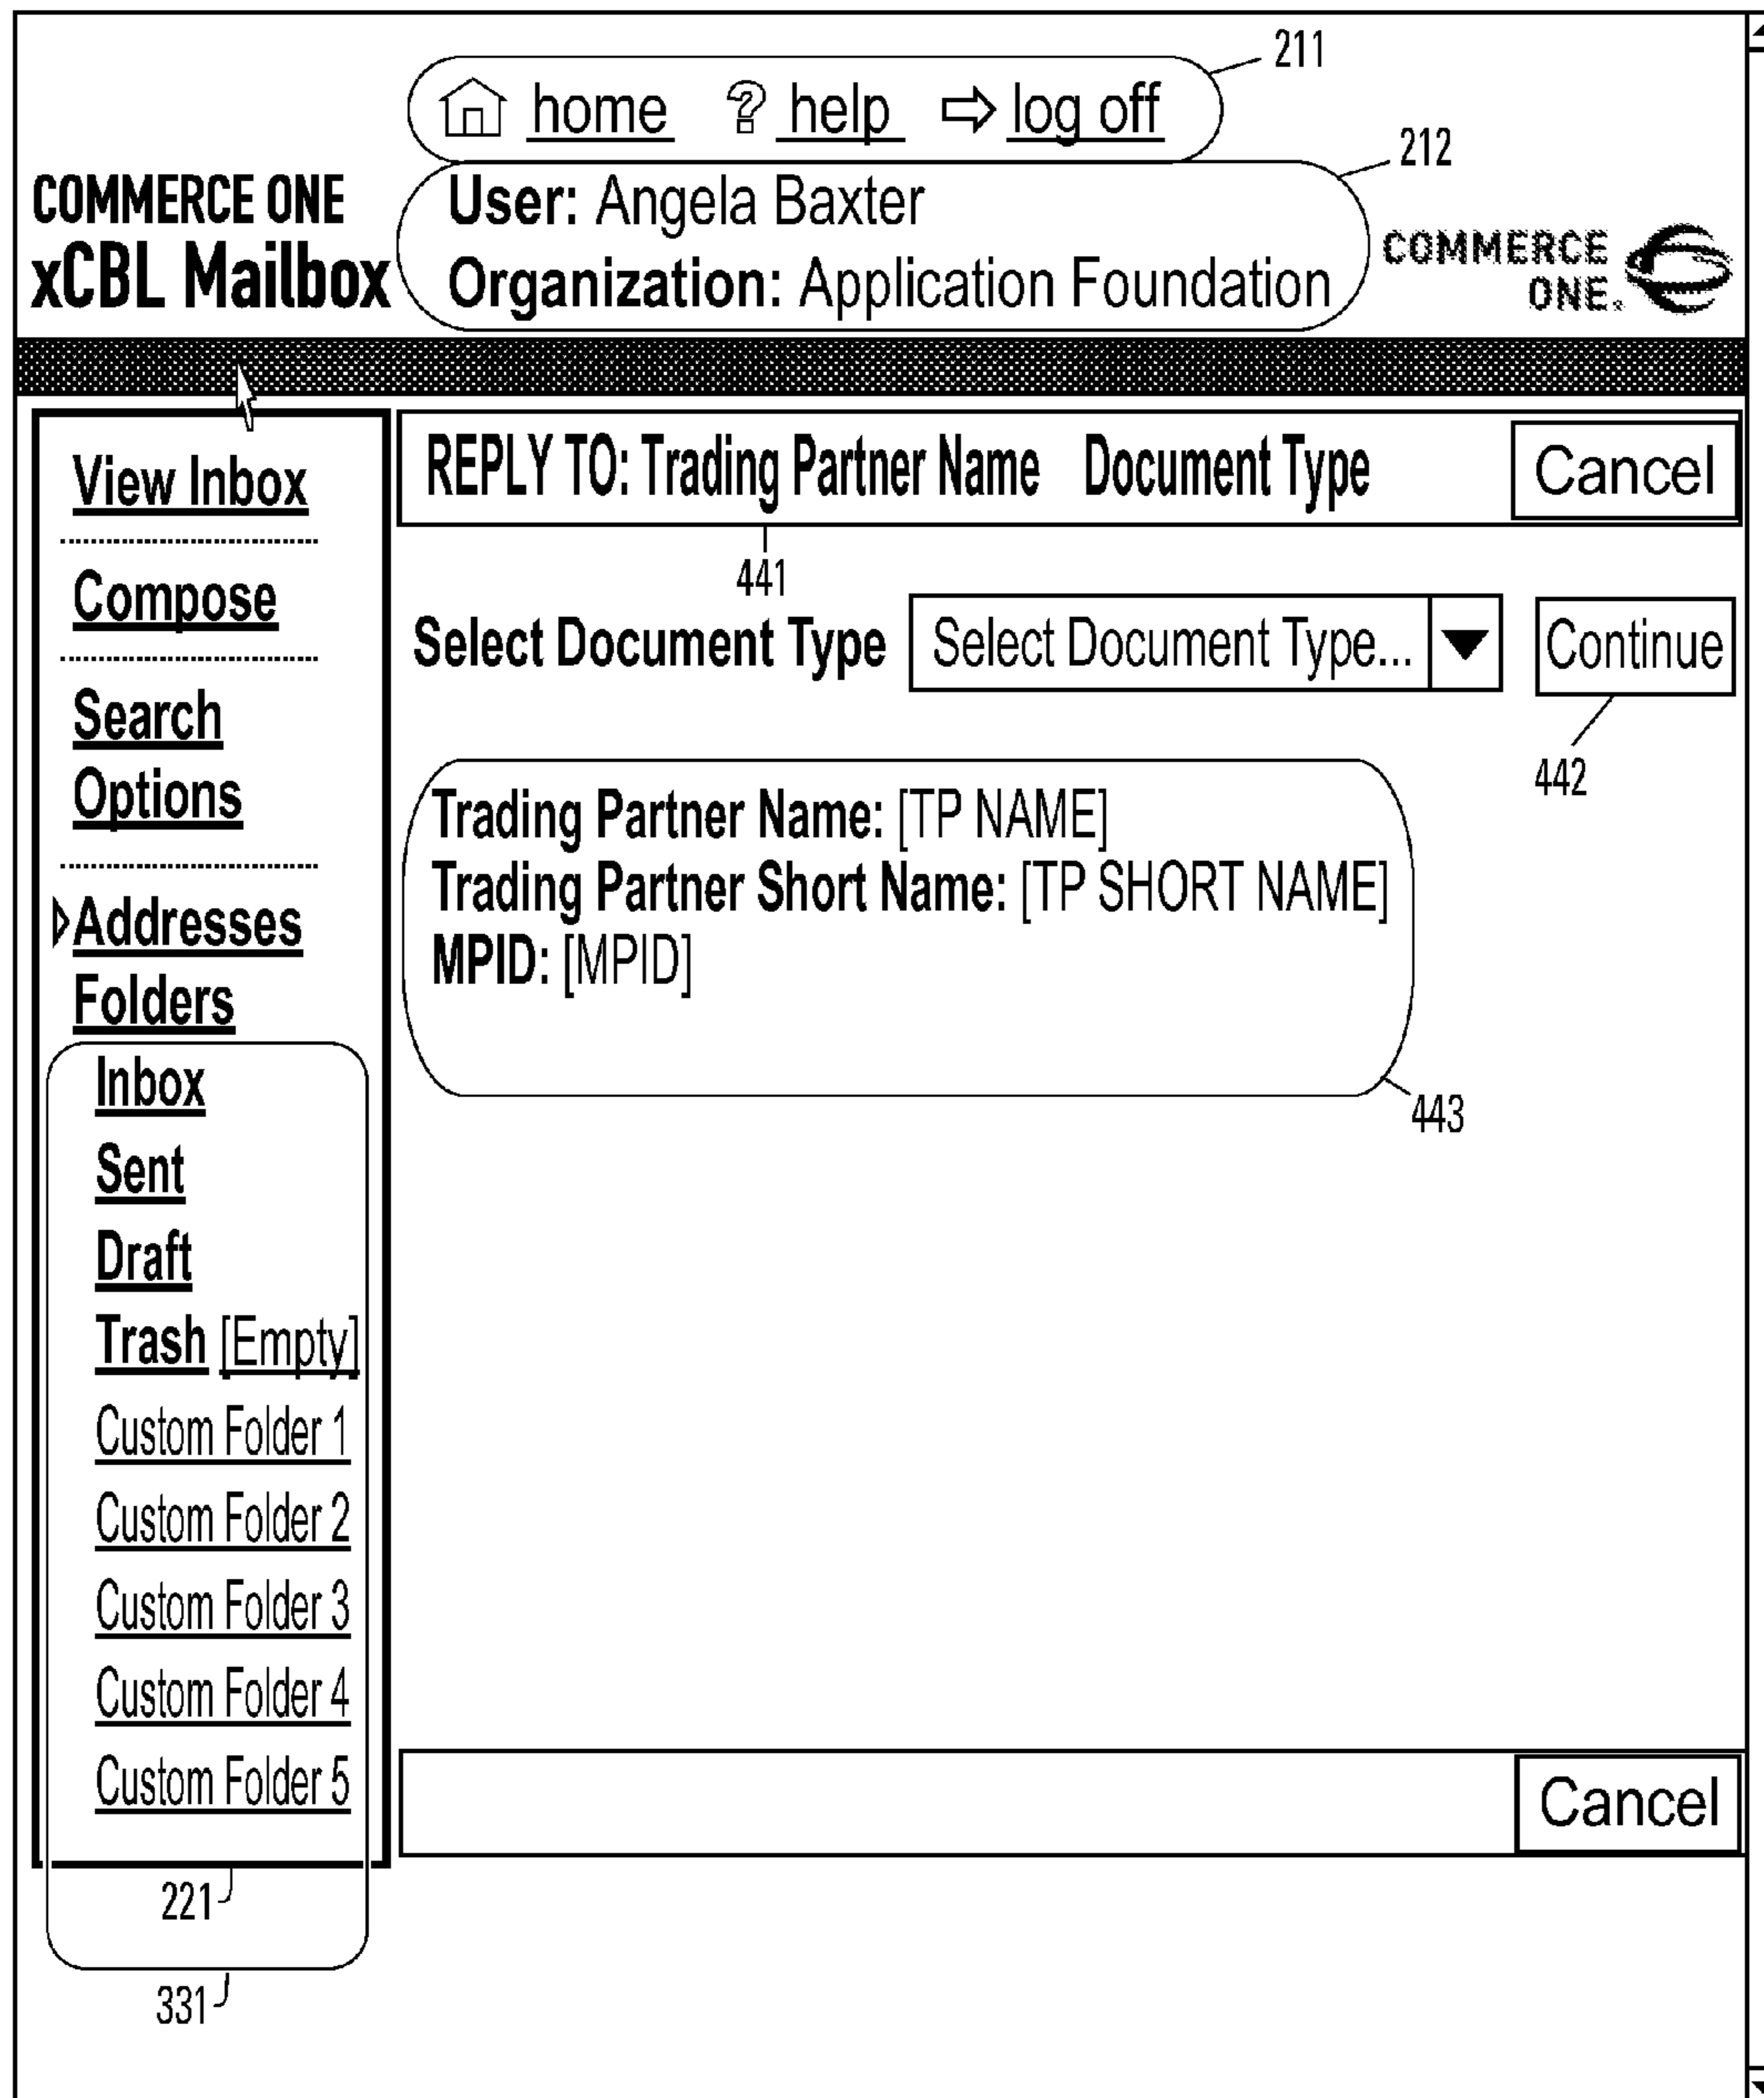 211
home ? help log off
212
COMMERCE ONE
xCBL Mailbox
User: Angela Baxter
Organization: Application Foundation
COMMERCE
ONE.
View Inbox
Compose
Search
Options
Addresses
Folders
Inbox
Sent
Draft
Trash [Empty]
Custom Folder 1
Custom Folder 2
Custom Folder 3
Custom Folder 4
Custom Folder 5
221
331
REPLY TO: Trading Partner Name Document Type Cancel
441
Select Document Type Select Document Type... Continue
442
Trading Partner Name: [TP NAME]
Trading Partner Short Name: [TP SHORT NAME]
MPID: [MPID]
443
Cancel